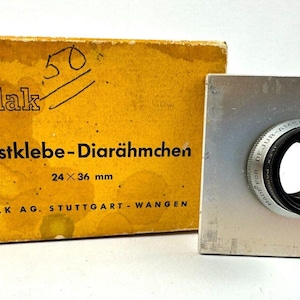 dak
50
stklebe-Diarähmchen
24×36 mm
K AG. STUTTGART-WANGEN